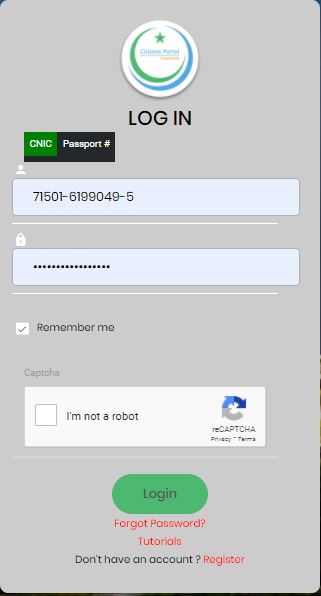 Citizens Portal
LOG IN
CNIC Passport #
71501-6199049-5
•••••••••••••••••
Remember me
Captcha
I'm not a robot
reCAPTCHA
Privacy - Terms
Login
Forgot Password?
Tutorials
Don't have an account ? Register